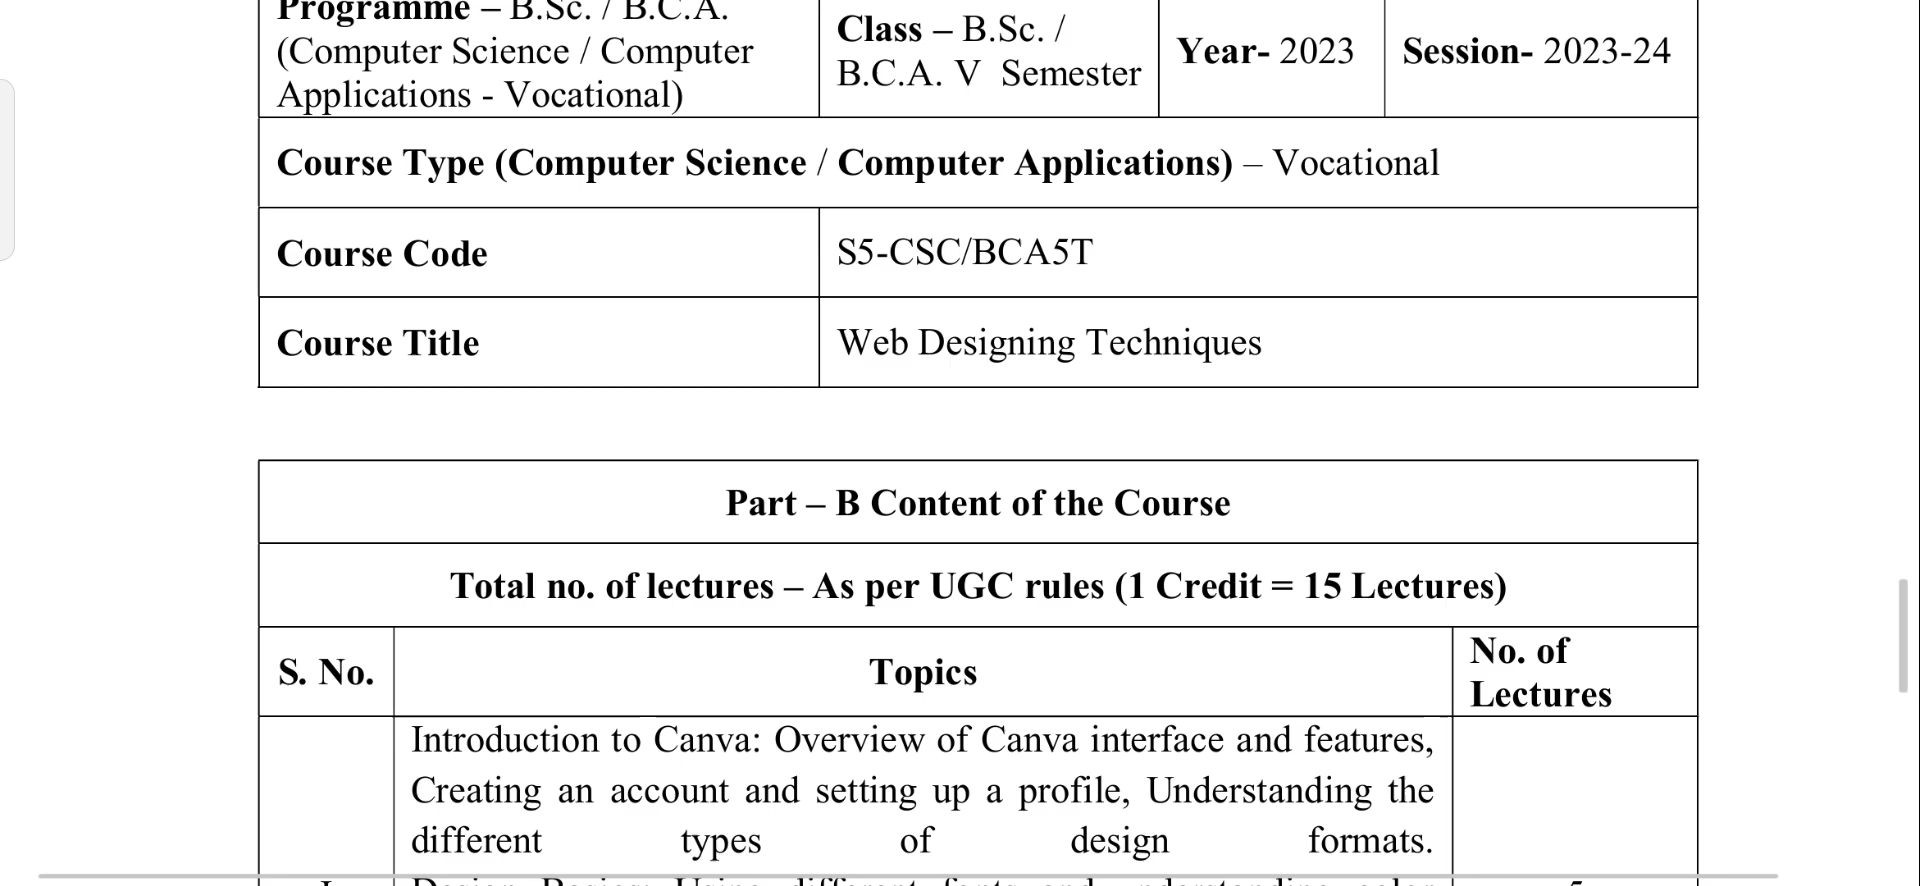 Programme – B.Sc. / B.C.A.
(Computer Science / Computer
Applications - Vocational)
Class – B.Sc. /
B.C.A. V Semester
Year- 2023
Session- 2023-24
Course Type (Computer Science / Computer Applications) – Vocational
Course Code
S5-CSC/BCA5T
Course Title
Web Designing Techniques
Part – B Content of the Course
Total no. of lectures – As per UGC rules (1 Credit = 15 Lectures)
S. No.
Topics
No. of
Lectures
Introduction to Canva: Overview of Canva interface and features,
Creating an account and setting up a profile, Understanding the
different types of design formats.